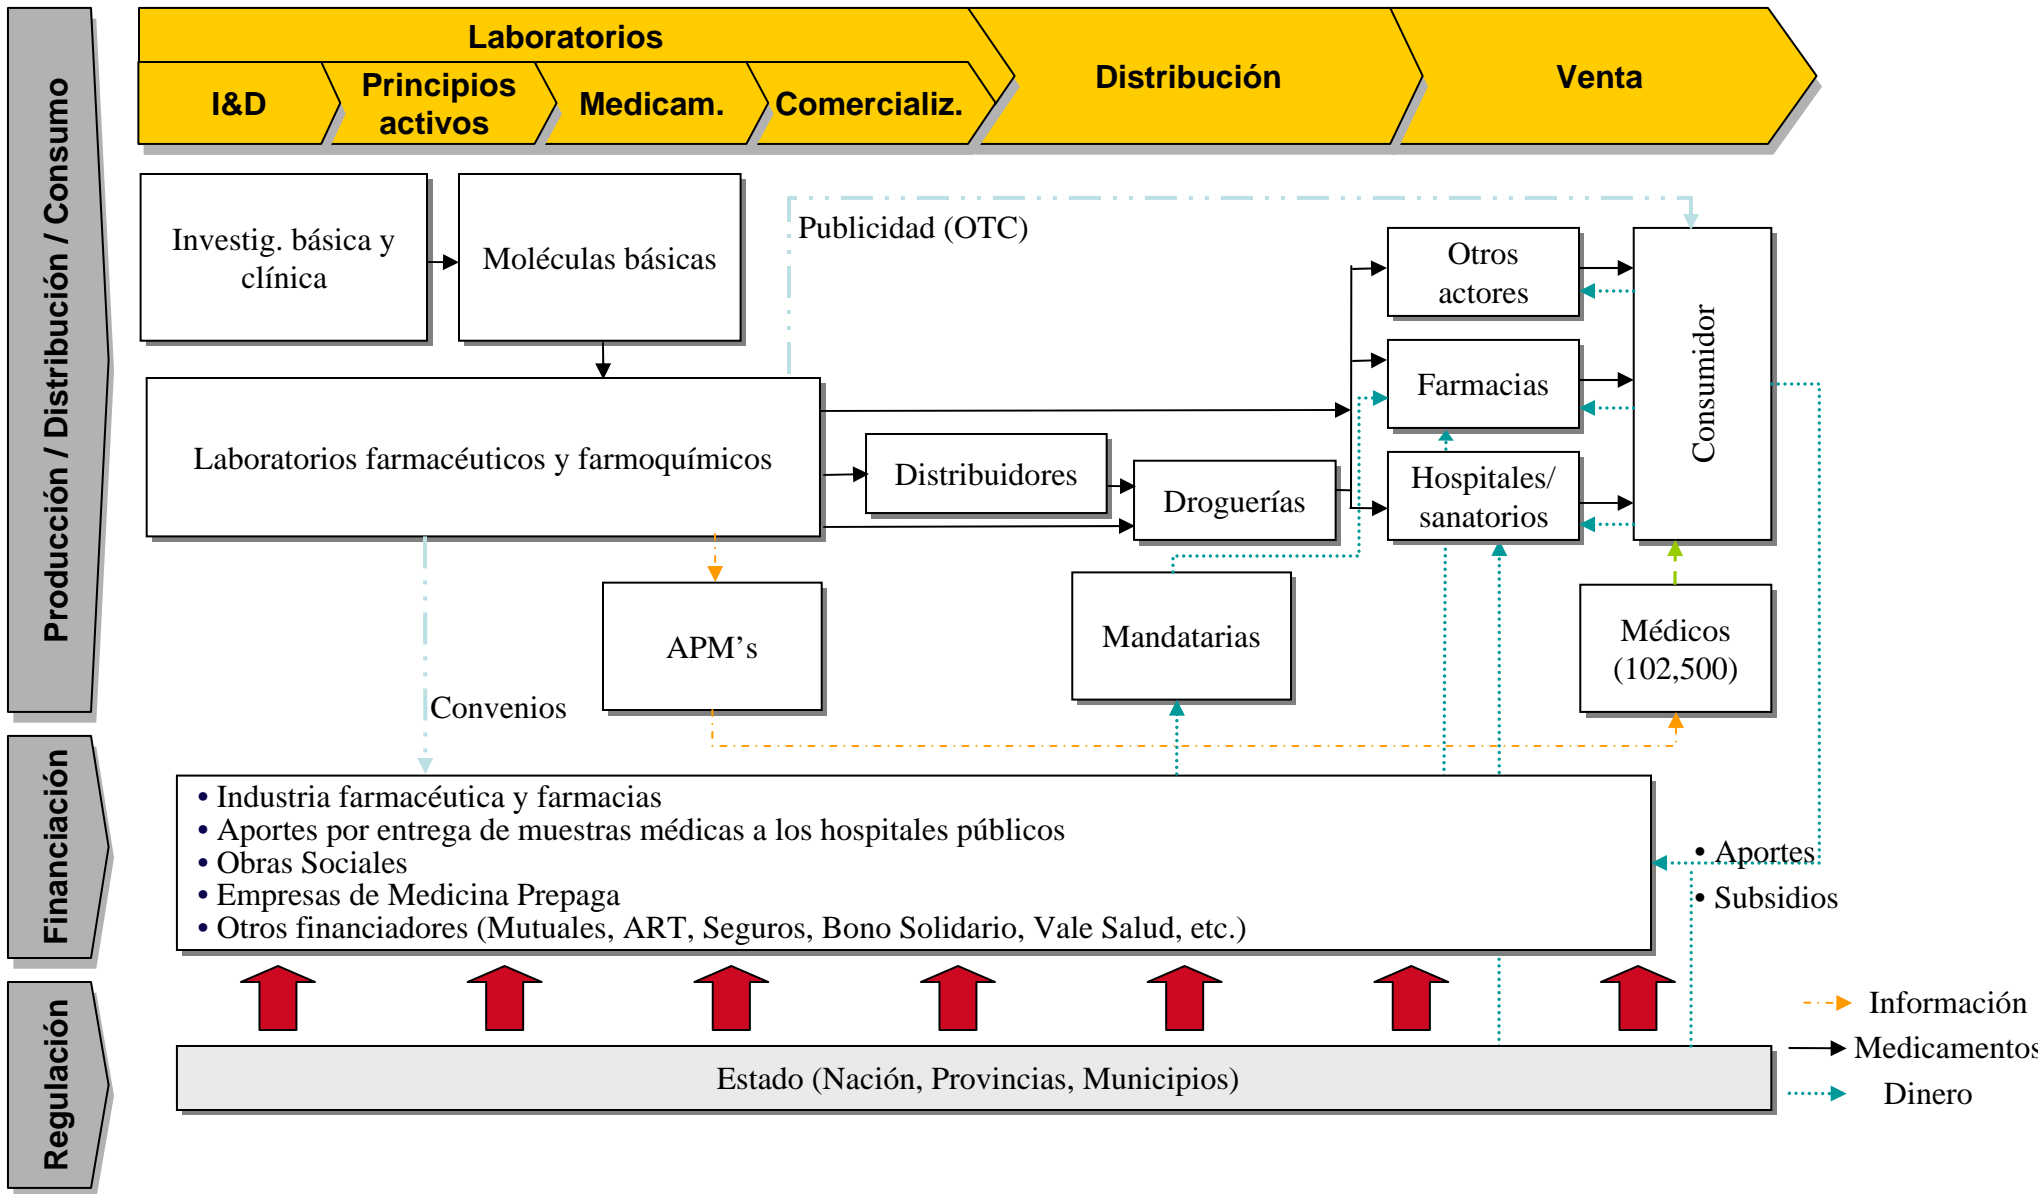 Producción / Distribución / Consumo
Laboratorios
I&D
Principios
activos
Medicam.
Comercializ.
Distribución
Venta
Investig. básica y
clínica
Moléculas básicas
Publicidad (OTC)
Otros
actores
Consumidor
Farmacias
Laboratorios farmacéuticos y farmoquímicos
Distribuidores
Droguerías
Hospitales/
sanatorios
APM’s
Mandatarias
Médicos
(102,500)
Convenios
Financiación
• Industria farmacéutica y farmacias
• Aportes por entrega de muestras médicas a los hospitales públicos
• Obras Sociales
• Empresas de Medicina Prepaga
• Otros financiadores (Mutuales, ART, Seguros, Bono Solidario, Vale Salud, etc.)
• Aportes
• Subsidios
Regulación
Estado (Nación, Provincias, Municipios)
Información
Medicamentos
Dinero